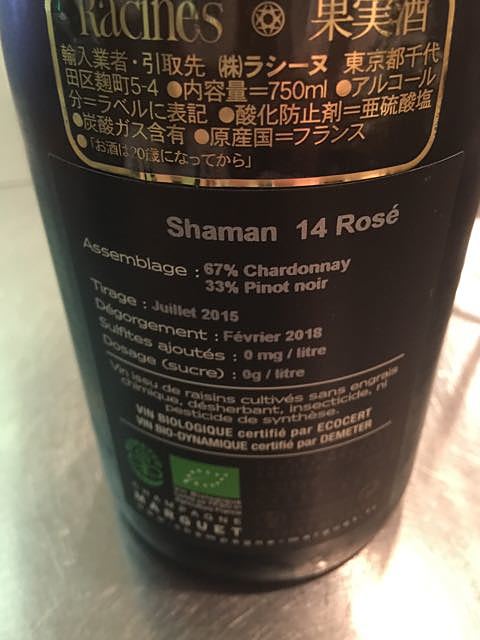 Racines 果実酒
輸入業者・引取先 (株)ラシーヌ 東京都千代
田区麹町5-4 ●内容量=750ml ●アルコール
分=ラベルに表記 ●酸化防止剤=亜硫酸塩
●炭酸ガス含有 ●原産国=フランス
●「お酒は20歳になってから」
Shaman 14 Rosé
Assemblage : 67% Chardonnay
33% Pinot noir
Tirage : Juillet 2015
Dégorgement : Février 2018
Sulfites ajoutés : 0 mg / litre
Dosage (sucre) : 0g / litre
Vin issu de raisins cultivés sans engrais
chimique, désherbant, insecticide, ni
pesticide de synthèse.
VIN BIOLOGIQUE certifié par ECOCERT
VIN BIO-DYNAMIQUE certifié par DEMETER
CHAMPAGNE
MARGUET